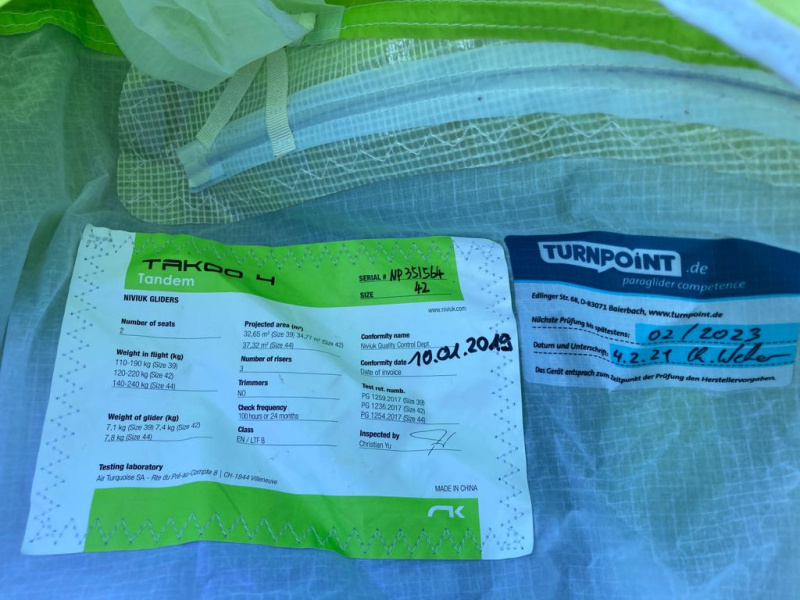 TAKOO 4
Tandem
SERIAL # NP.351564
SIZE 42
NIVIUK GLIDERS
www.niviuk.com
Number of seats
2
Weight in flight (kg)
110-190 kg (Size 39)
120-220 kg (Size 42)
140-240 kg (Size 44)
Weight of glider (kg)
7,1 kg (Size 39) 7,4 kg (Size 42)
7,8 kg (Size 44)
Projected area (m²)
32,65 m² (Size 39) 34,77 m² (Size 42)
37,32 m² (Size 44)
Number of risers
3
Trimmers
NO
Check frequency
100 hours or 24 months
Class
EN / LTF B
Conformity name
Niviuk Quality Control Dept.
Conformity date 10.01.2019
Date of invoice
Test ref. numb.
PG 1259.2017 (Size 39)
PG 1236.2017 (Size 42)
PG 1254.2017 (Size 44)
Inspected by
Christian Yu
Testing laboratory
Air Turquoise SA - Rte du Pré-au-Comte 8 | CH-1844 Villeneuve
MADE IN CHINA
TURNPOiNT.de
paraglider competence
Edlinger Str. 68, D-83071 Baierbach, www.turnpoint.de
Nächste Prüfung bis spätestens: 02/2023
Datum und Unterschrift: 4.2.21 Ch. Weber
Das Gerät entsprach zum Zeitpunkt der Prüfung den Herstellervorgaben.